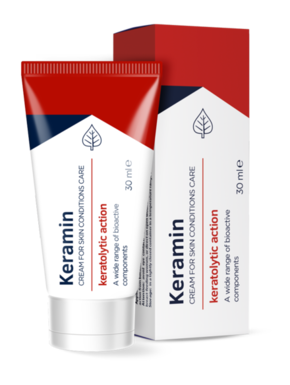 Keramin
CREAM FOR SKIN CONDITIONS CARE
keratolytic action
A wide range of bioactive
components
30 ml ℮
Keramin
CREAM FOR SKIN CONDITIONS CARE
keratolytic action
A wide range of bioactive
components
30 ml ℮